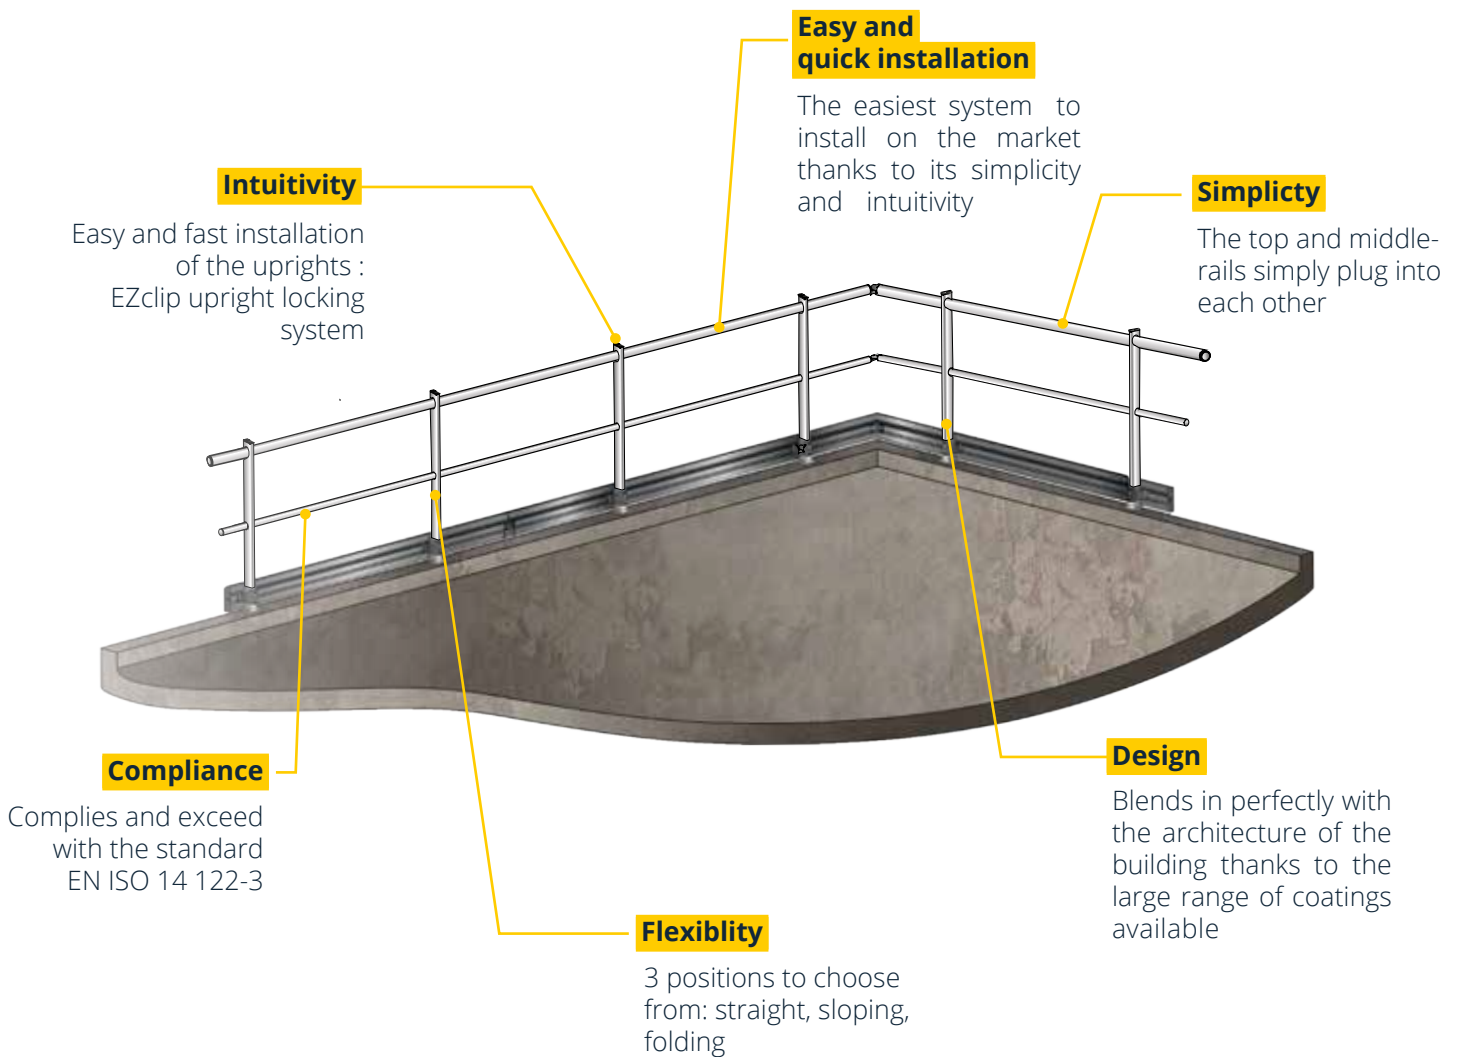 Easy and
quick installation
The easiest system to
install on the market
thanks to its simplicity
and intuitivity
Intuitivity
Easy and fast installation
of the uprights :
EZclip upright locking
system
Simplicty
The top and middle-
rails simply plug into
each other
Compliance
Complies and exceed
with the standard
EN ISO 14 122-3
Design
Blends in perfectly with
the architecture of the
building thanks to the
large range of coatings
available
Flexiblity
3 positions to choose
from: straight, sloping,
folding